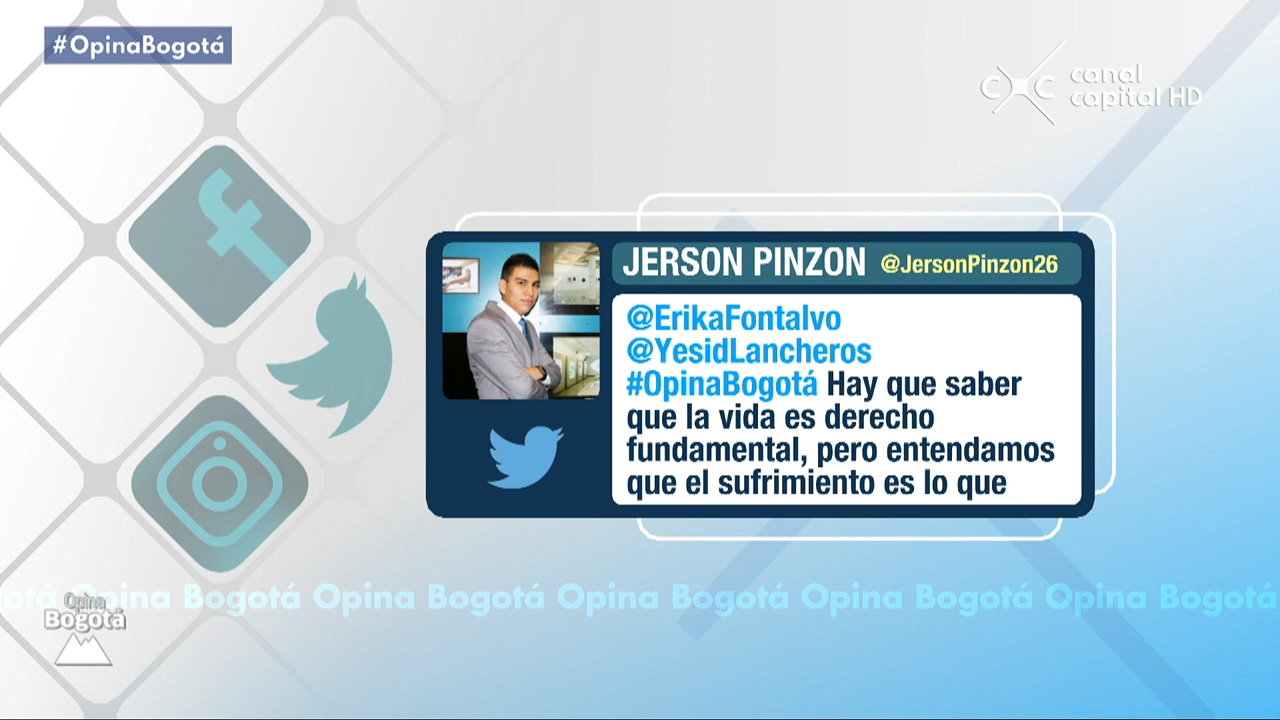 #OpinaBogotá
canal
capital HD
JERSON PINZON @JersonPinzon26
@ErikaFontalvo
@YesidLancheros
#OpinaBogotá Hay que saber
que la vida es derecho
fundamental, pero entendamos
que el sufrimiento es lo que
otá Opina Bogotá Opina Bogotá Opina Bogotá Opina Bogotá Opina Bogotá
Opina
Bogotá